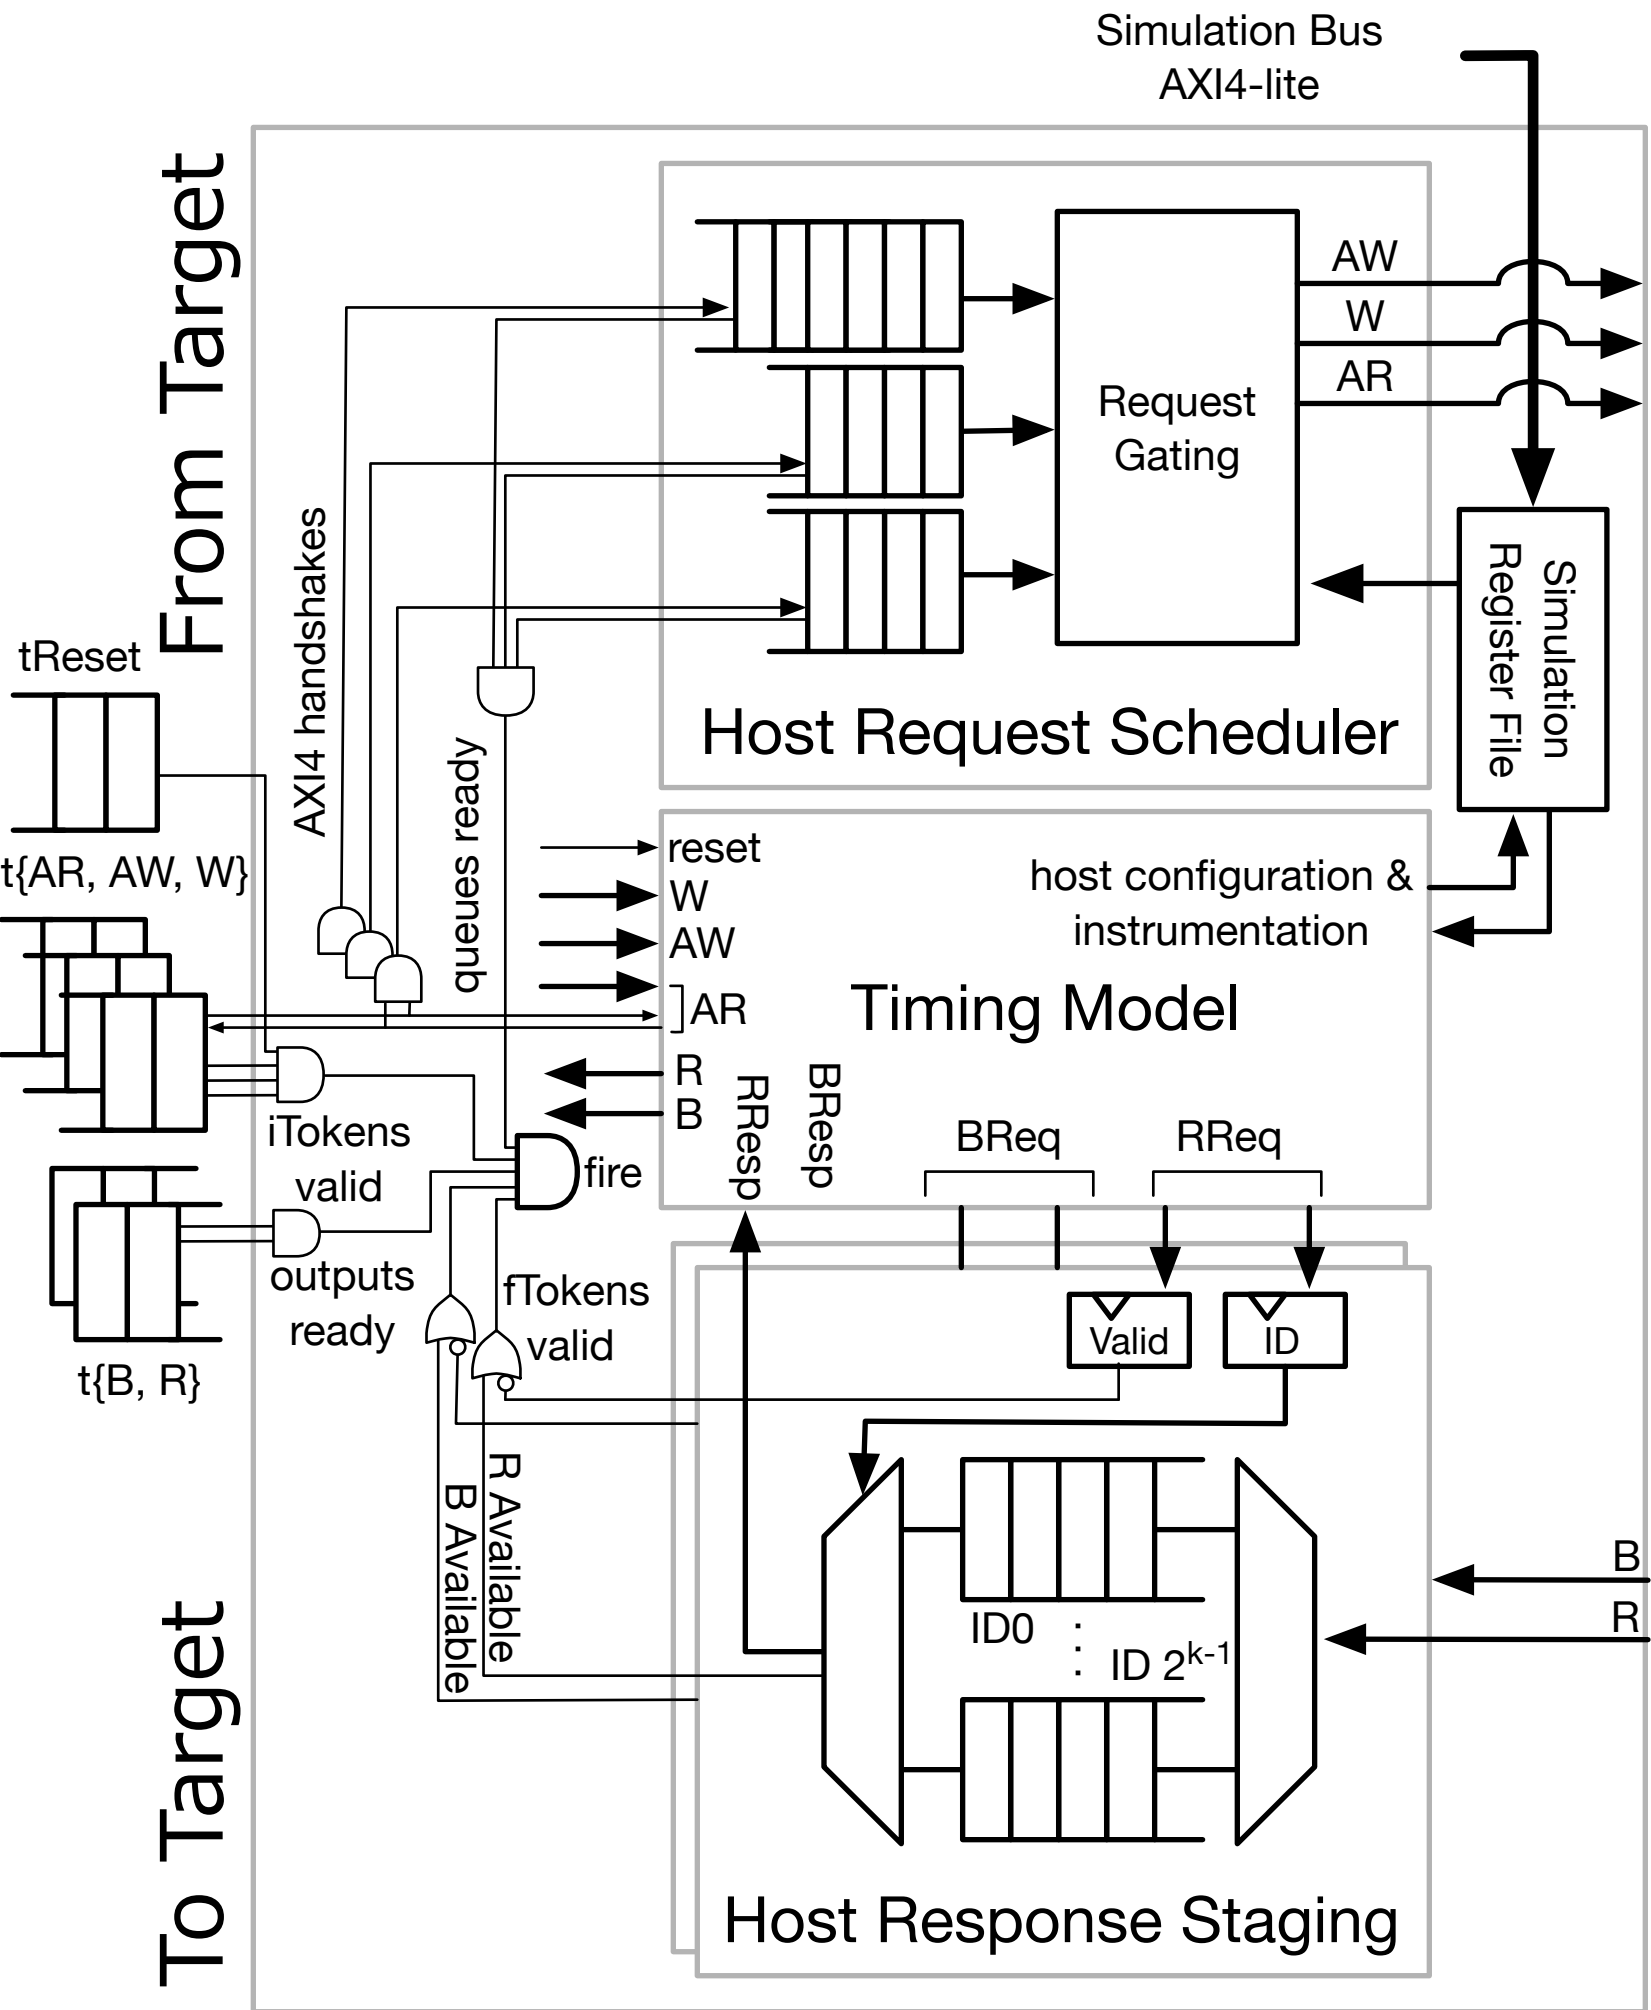 Simulation Bus
AXI4-lite
From Target
AW
W
AR
Request
Gating
Simulation
Register File
AXI4 handshakes
tReset
Host Request Scheduler
queues ready
t{AR, AW, W}
reset
W
AW
AR
R
B
host configuration &
instrumentation
Timing Model
RResp
BResp
BReq
RReq
iTokens
valid
fire
outputs
ready
fTokens
valid
t{B, R}
Valid
ID
R Available
B Available
ID0
⋮
ID 2^k-1
B
R
To Target
Host Response Staging